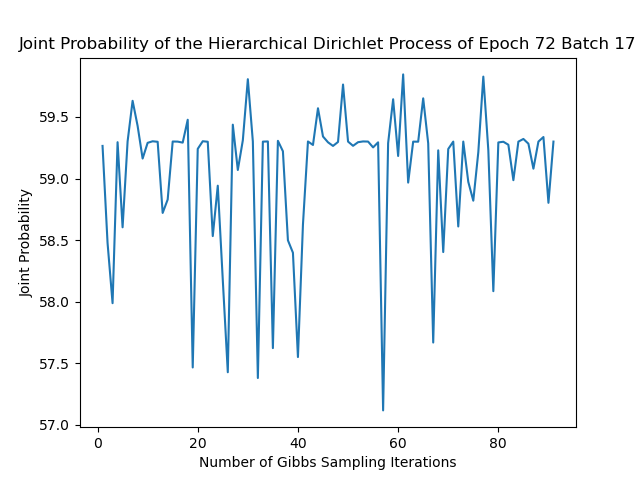 Joint Probability of the Hierarchical Dirichlet Process of Epoch 72 Batch 17
59.5
59.0
58.5
58.0
57.5
57.0
Joint Probability
0 20 40 60 80
Number of Gibbs Sampling Iterations